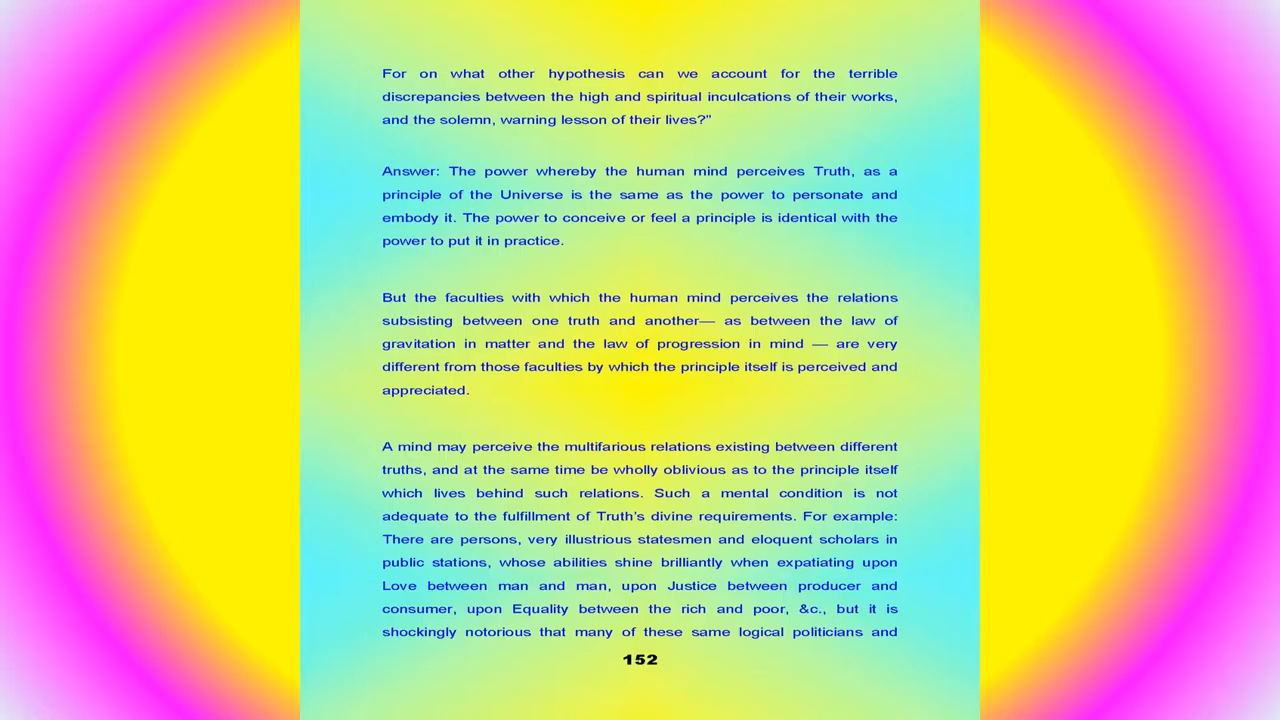 For on what other hypothesis can we account for the terrible
discrepancies between the high and spiritual inculcations of their works,
and the solemn, warning lesson of their lives?”
Answer: The power whereby the human mind perceives Truth, as a
principle of the Universe is the same as the power to personate and
embody it. The power to conceive or feel a principle is identical with the
power to put it in practice.
But the faculties with which the human mind perceives the relations
subsisting between one truth and another— as between the law of
gravitation in matter and the law of progression in mind — are very
different from those faculties by which the principle itself is perceived and
appreciated.
A mind may perceive the multifarious relations existing between different
truths, and at the same time be wholly oblivious as to the principle itself
which lives behind such relations. Such a mental condition is not
adequate to the fulfillment of Truth’s divine requirements. For example:
There are persons, very illustrious statesmen and eloquent scholars in
public stations, whose abilities shine brilliantly when expatiating upon
Love between man and man, upon Justice between producer and
consumer, upon Equality between the rich and poor, &c., but it is
shockingly notorious that many of these same logical politicians and
152